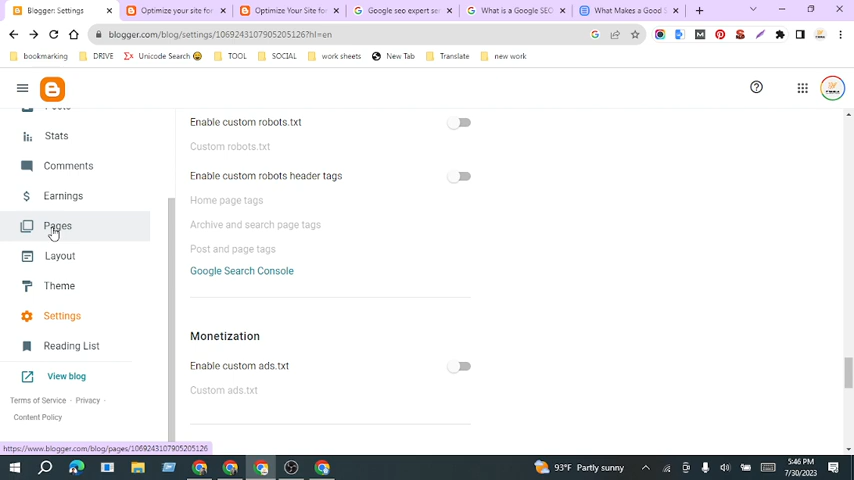 Blogger: Settings
Optimize your site for
Optimize Your Site for
Google seo expert se
What is a Google SEO
What Makes a Good S
blogger.com/blog/settings/1069243107905205126?hl=en
bookmarking
DRIVE
Unicode Search
TOOL
SOCIAL
work sheets
New Tab
Translate
new work
Posts
Stats
Comments
Earnings
Pages
Layout
Theme
Settings
Reading List
View blog
Terms of Service · Privacy ·
Content Policy
Enable custom robots.txt
Custom robots.txt
Enable custom robots header tags
Home page tags
Archive and search page tags
Post and page tags
Google Search Console
Monetization
Enable custom ads.txt
Custom ads.txt
https://www.blogger.com/blog/pages/1069243107905205126
93°F Partly sunny
5:46 PM
7/30/2023